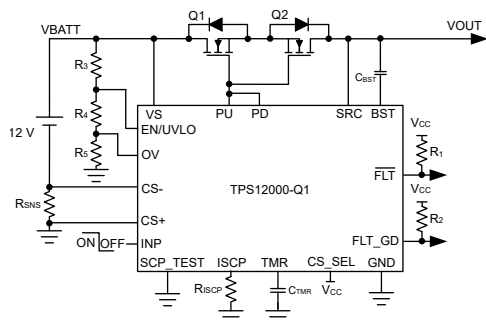 Q1
Q2
VBATT
VOUT
R3
CBST
VS
PU
PD
SRC
BST
R4
EN/UVLO
VCC
12 V
R5
OV
R1
FLT
CS-
TPS12000-Q1
VCC
RSNS
R2
CS+
ON
OFF
INP
FLT_GD
SCP_TEST
ISCP
TMR
CS_SEL
GND
RISCP
CTMR
VCC